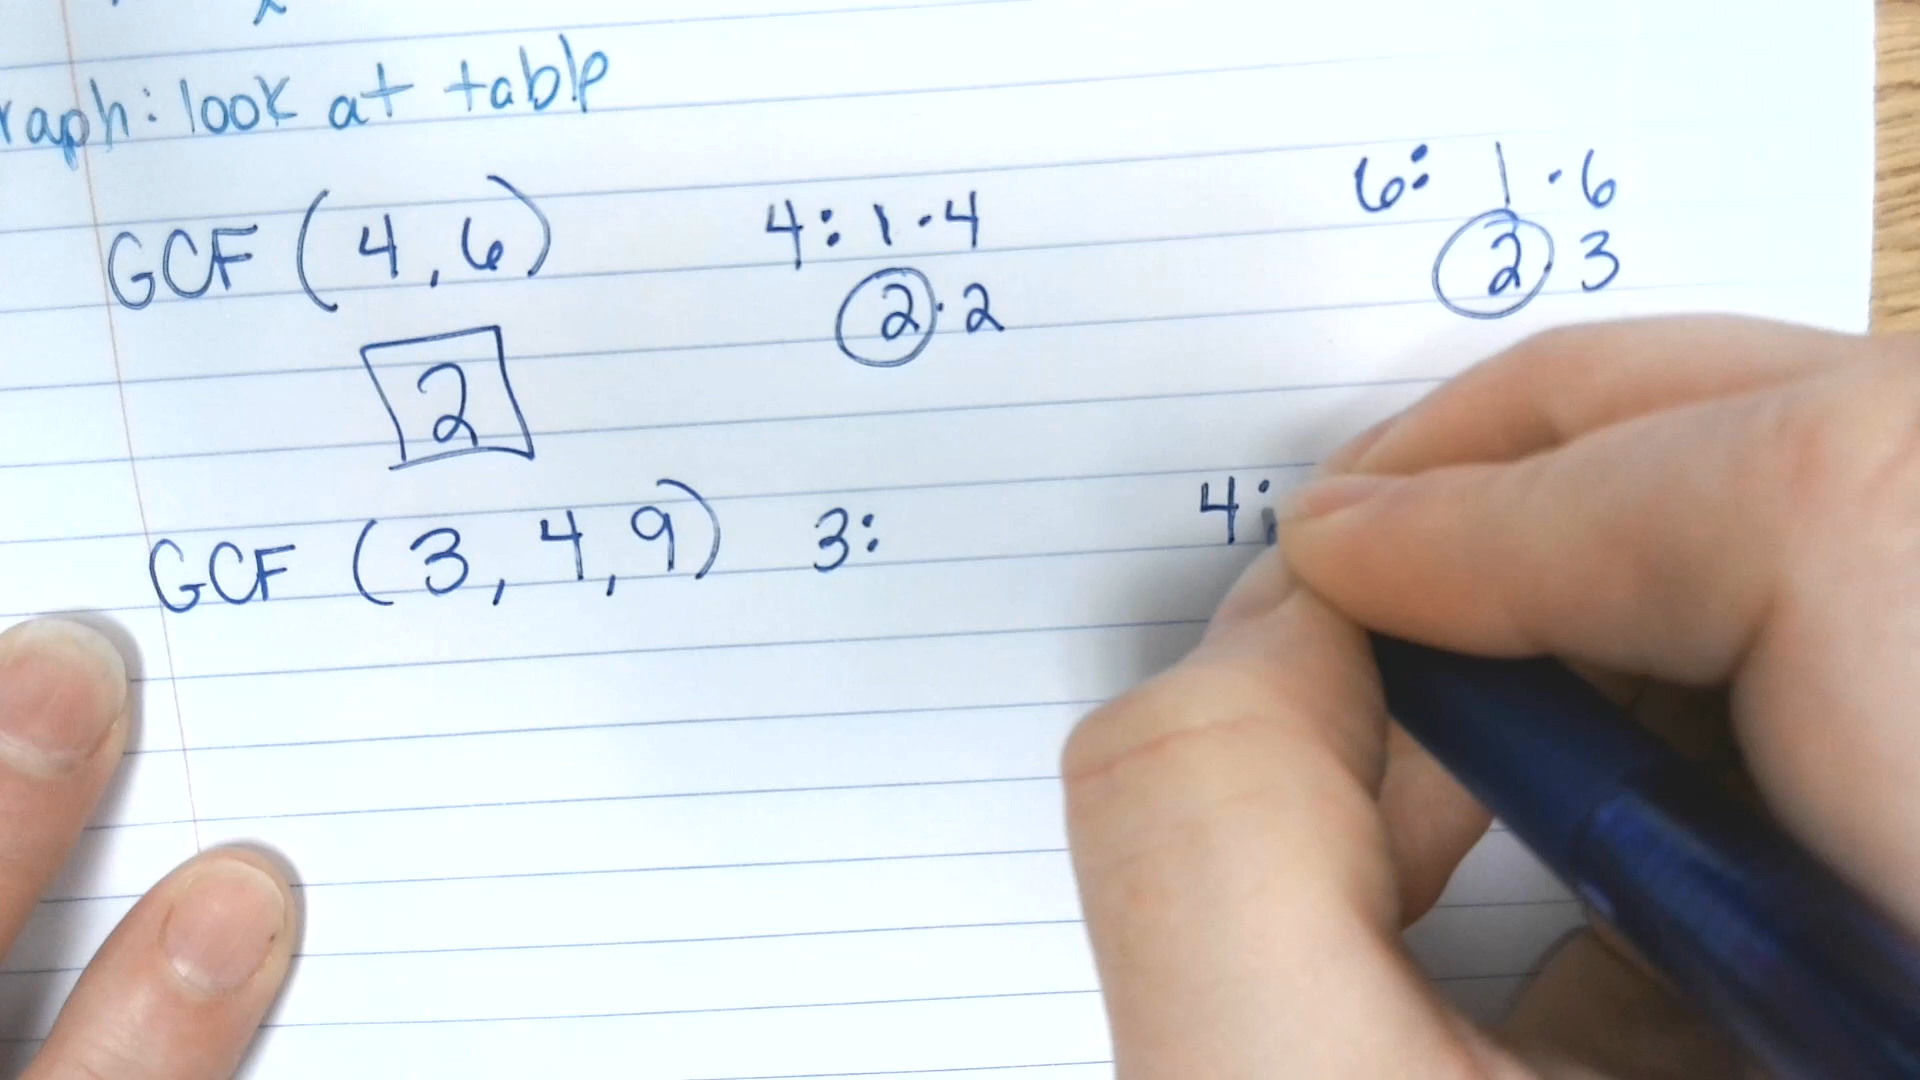 raph: look at table
GCF (4, 6) 4: 1·4 6: 1·6
2·2 2·3
2
GCF (3, 4, 9) 3: 4: